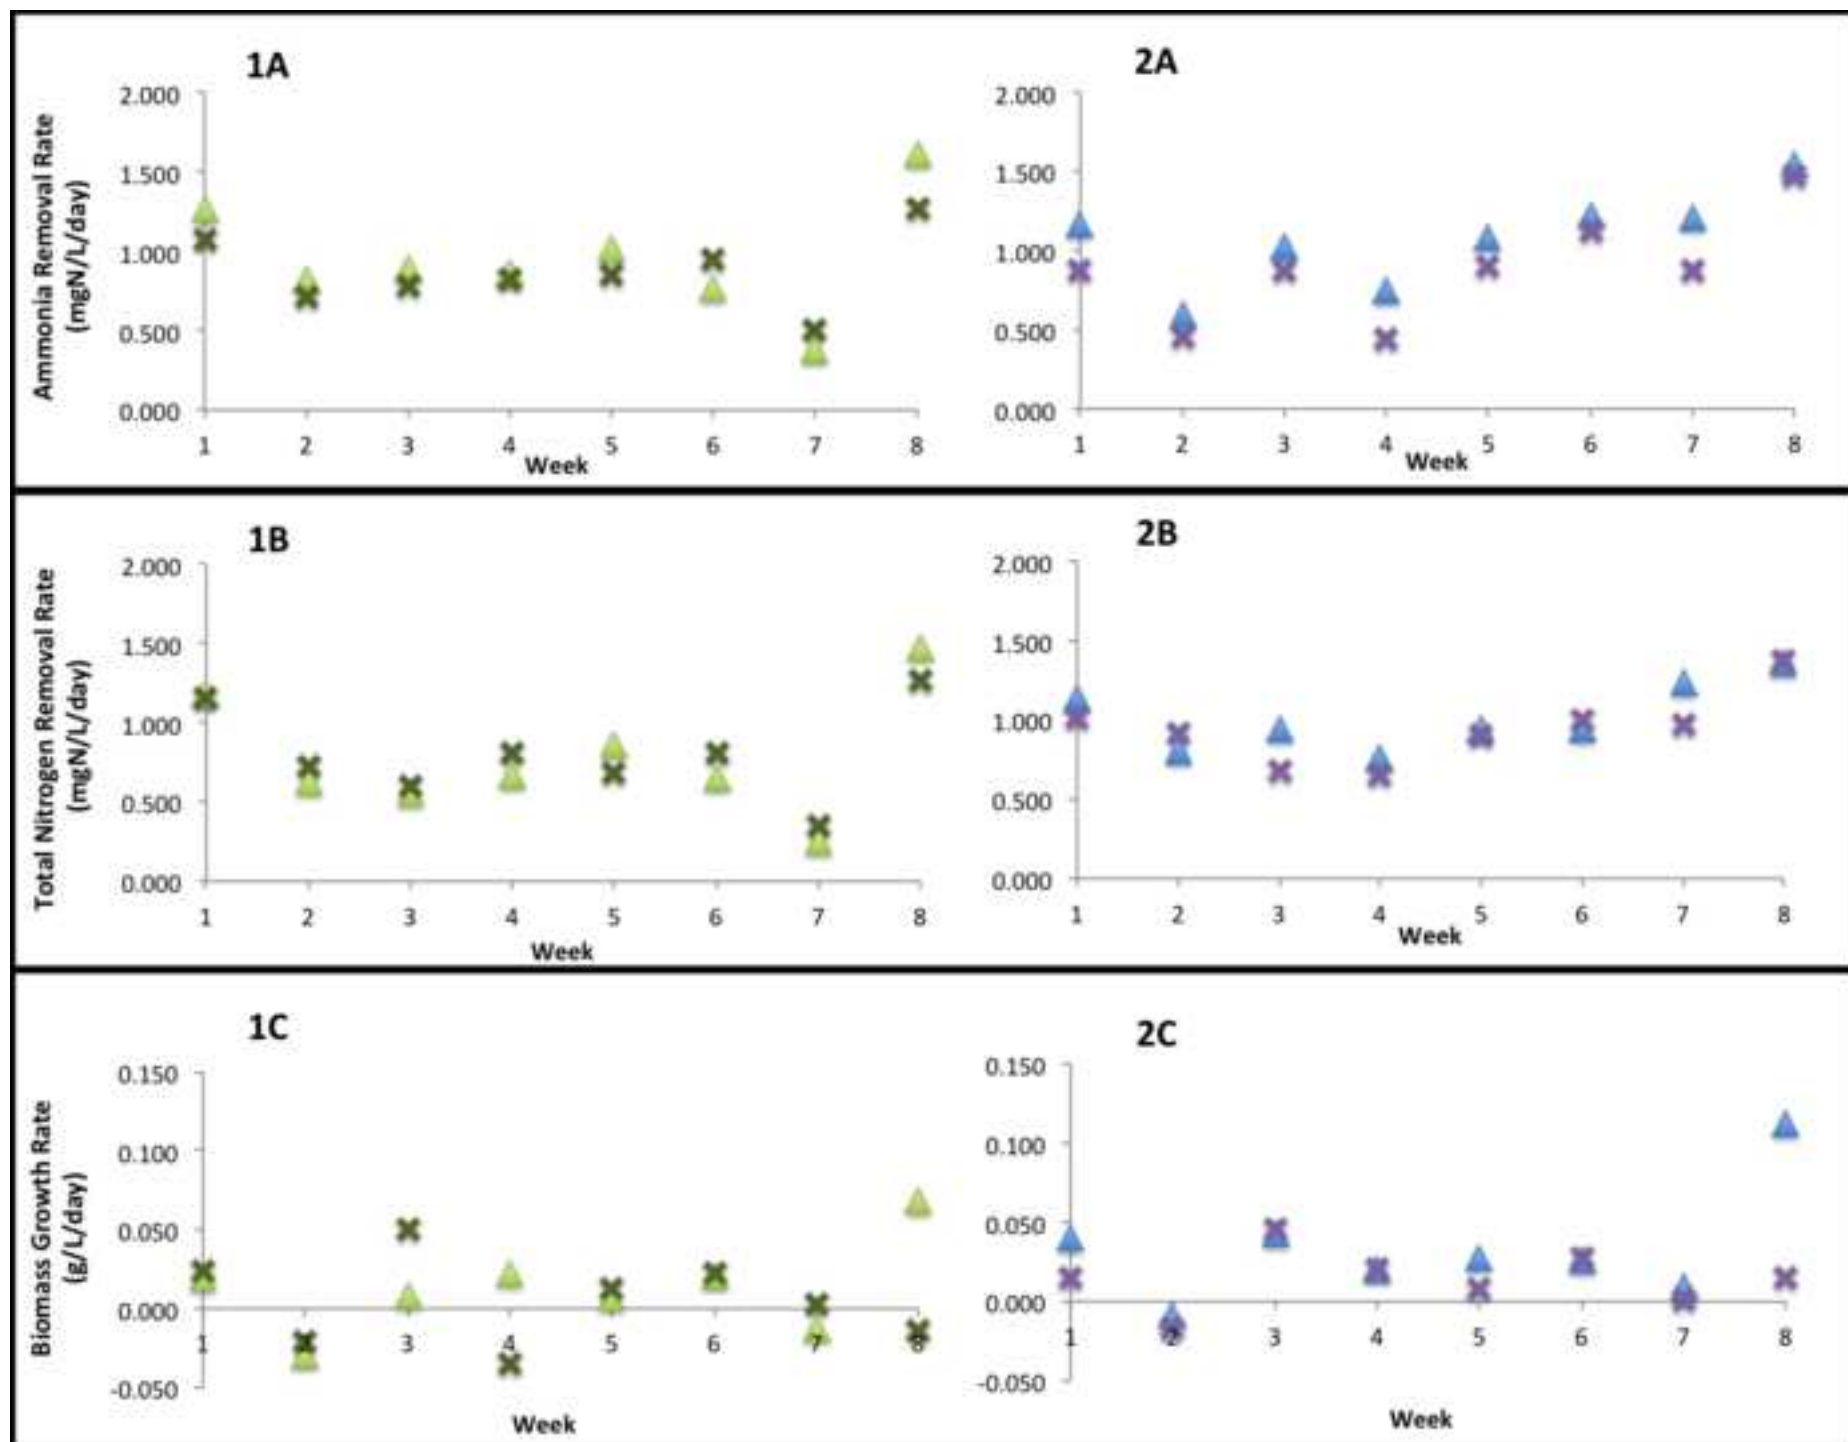 1A
Ammonia Removal Rate
(mgN/L/day)
2.000
1.500
1.000
0.500
0.000
1 2 3 4 5 6 7 8
Week
2A
2.000
1.500
1.000
0.500
0.000
1 2 3 4 5 6 7 8
Week
1B
Total Nitrogen Removal Rate
(mgN/L/day)
2.000
1.500
1.000
0.500
0.000
1 2 3 4 5 6 7 8
Week
2B
2.000
1.500
1.000
0.500
0.000
1 2 3 4 5 6 7 8
Week
1C
Biomass Growth Rate
(g/L/day)
0.150
0.100
0.050
0.000
-0.050
1 2 3 4 5 6 7 8
Week
2C
0.150
0.100
0.050
0.000
-0.050
1 2 3 4 5 6 7 8
Week